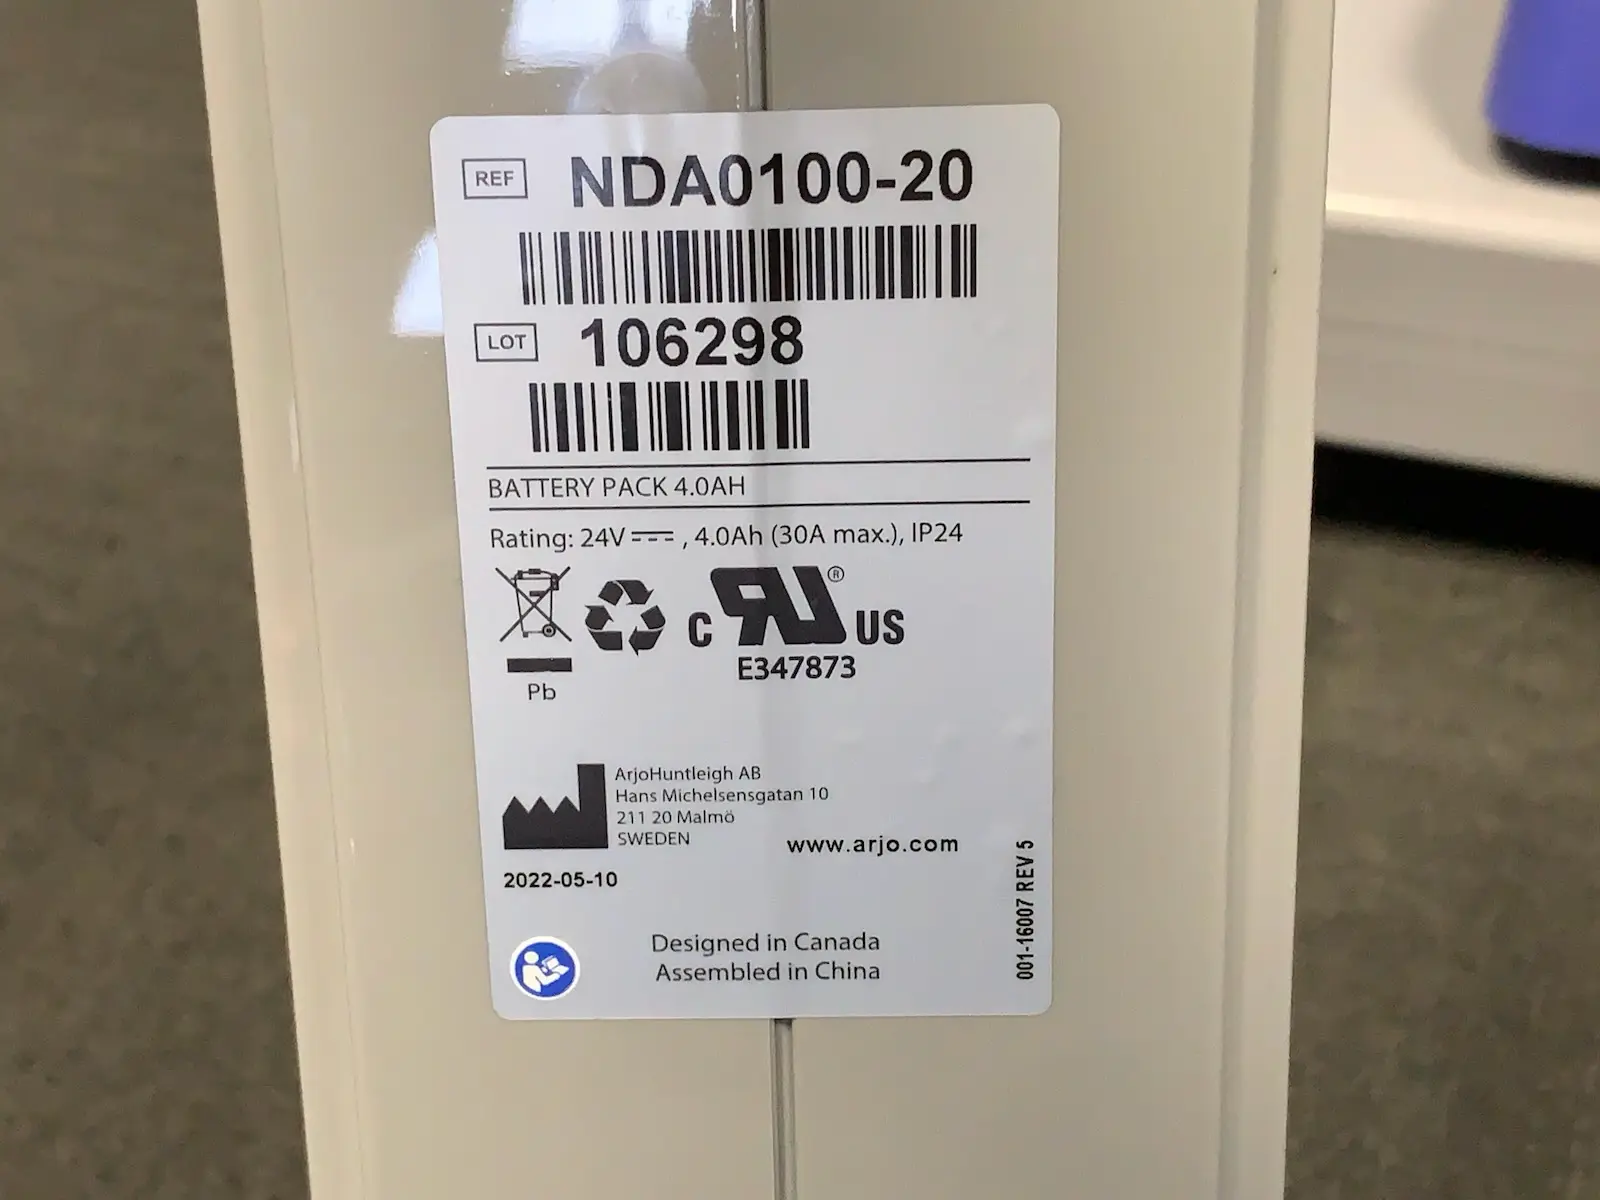 REF NDA0100-20
LOT 106298
BATTERY PACK 4.0AH
Rating: 24V ⎓, 4.0Ah (30A max.), IP24
c RU® US
E347873
Pb
ArjoHuntleigh AB
Hans Michelsensgatan 10
211 20 Malmö
SWEDEN
www.arjo.com
2022-05-10
001-16007 REV 5
Designed in Canada
Assembled in China